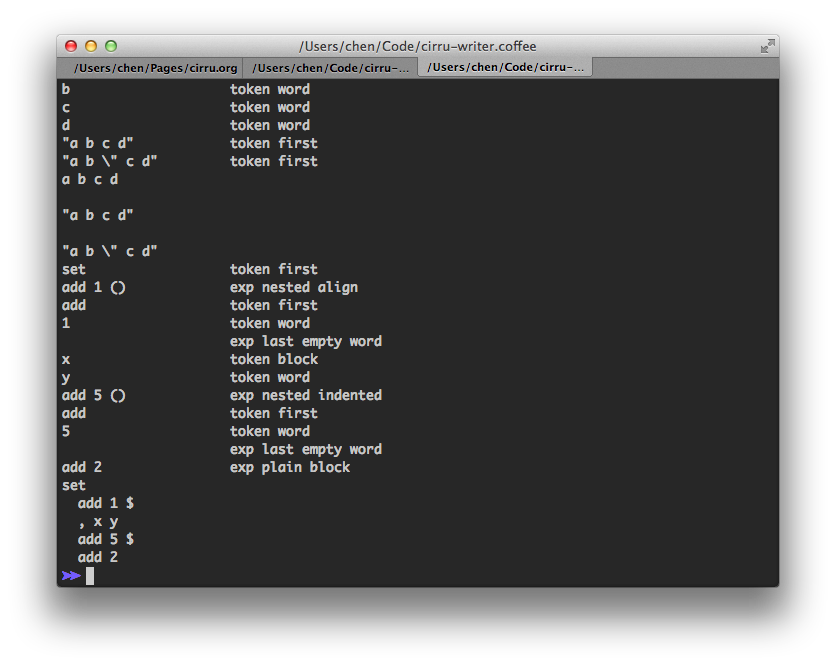 /Users/chen/Code/cirru-writer.coffee
/Users/chen/Pages/cirru.org /Users/chen/Code/cirru-... /Users/chen/Code/cirru-...
b token word
c token word
d token word
"a b c d" token first
"a b \" c d" token first
a b c d
"a b c d"
"a b \" c d"
set token first
add 1 () exp nested align
add token first
1 token word
exp last empty word
x token block
y token word
add 5 () exp nested indented
add token first
5 token word
exp last empty word
add 2 exp plain block
set
  add 1 $
  , x y
  add 5 $
  add 2